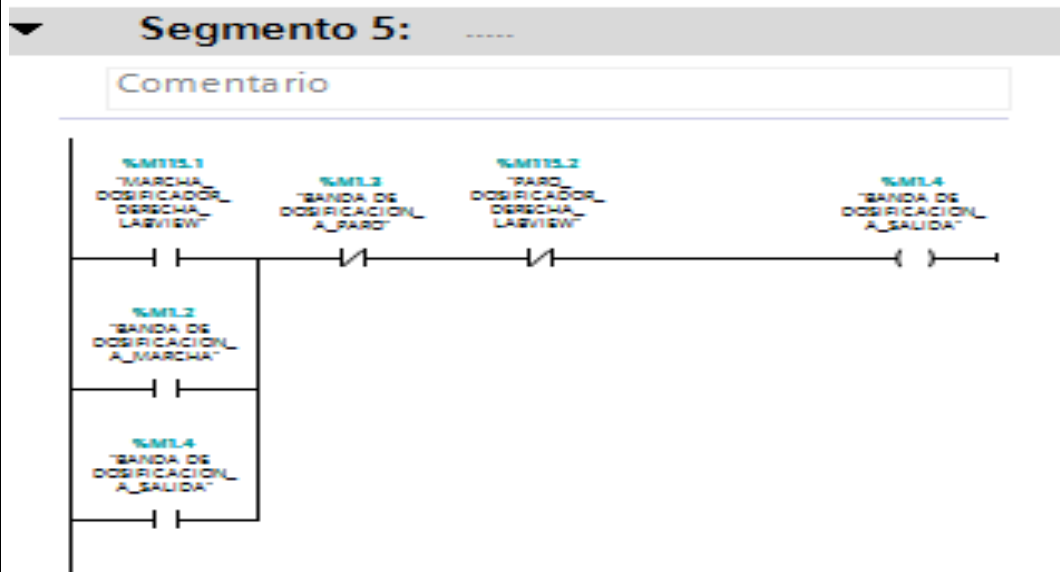 Segmento 5: .....
Comentario
%M115.1
"MARCHA_
DOSIFICADOR_
DERECHA_
LABVIEW"
%M1.3
"BANDA DE
DOSIFICACION_
A_PARO"
%M115.2
"PARO_
DOSIFICADOR_
DERECHA_
LABVIEW"
%M1.4
"BANDA DE
DOSIFICACION_
A_SALIDA"
%M1.2
"BANDA DE
DOSIFICACION_
A_MARCHA"
%M1.4
"BANDA DE
DOSIFICACION_
A_SALIDA"